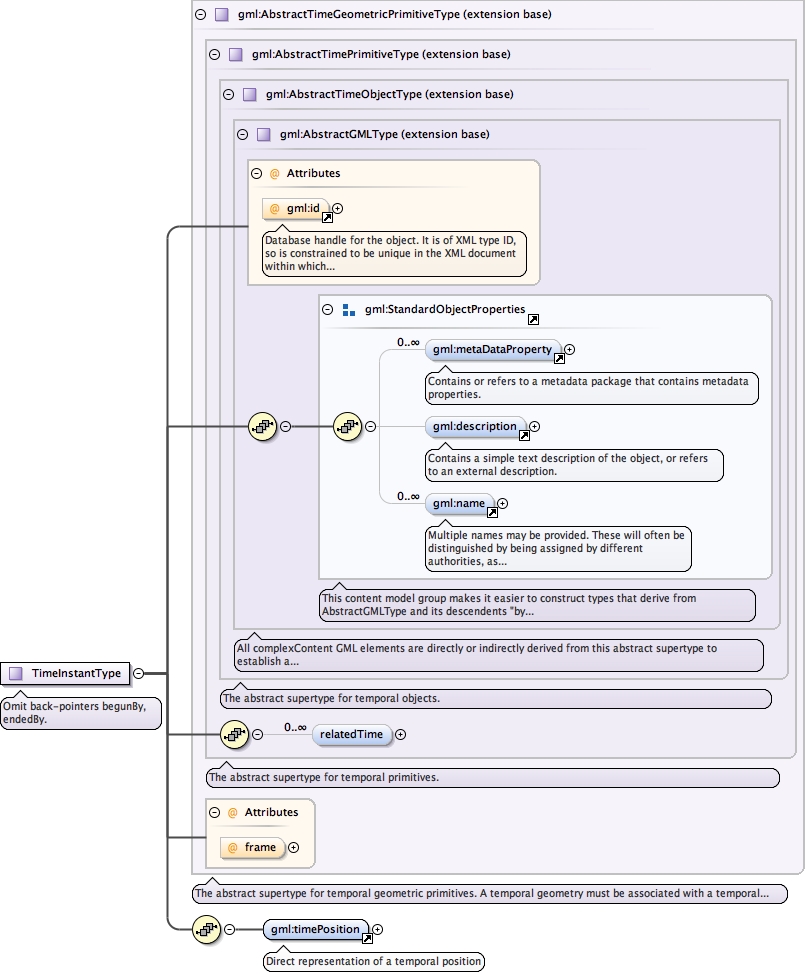 gml:AbstractTimeGeometricPrimitiveType (extension base)
gml:AbstractTimePrimitiveType (extension base)
gml:AbstractTimeObjectType (extension base)
gml:AbstractGMLType (extension base)
@ Attributes
@ gml:id
Database handle for the object. It is of XML type ID,
so is constrained to be unique in the XML document
within which...
gml:StandardObjectProperties
0..∞
gml:metaDataProperty
Contains or refers to a metadata package that contains metadata
properties.
gml:description
Contains a simple text description of the object, or refers
to an external description.
0..∞
gml:name
Multiple names may be provided. These will often be
distinguished by being assigned by different
authorities, as...
This content model group makes it easier to construct types that derive from
AbstractGMLType and its descendents "by...
All complexContent GML elements are directly or indirectly derived from this abstract supertype to
establish a...
TimeInstantType
Omit back-pointers begunBy,
endedBy.
The abstract supertype for temporal objects.
0..∞
relatedTime
The abstract supertype for temporal primitives.
@ Attributes
@ frame
The abstract supertype for temporal geometric primitives. A temporal geometry must be associated with a temporal...
gml:timePosition
Direct representation of a temporal position